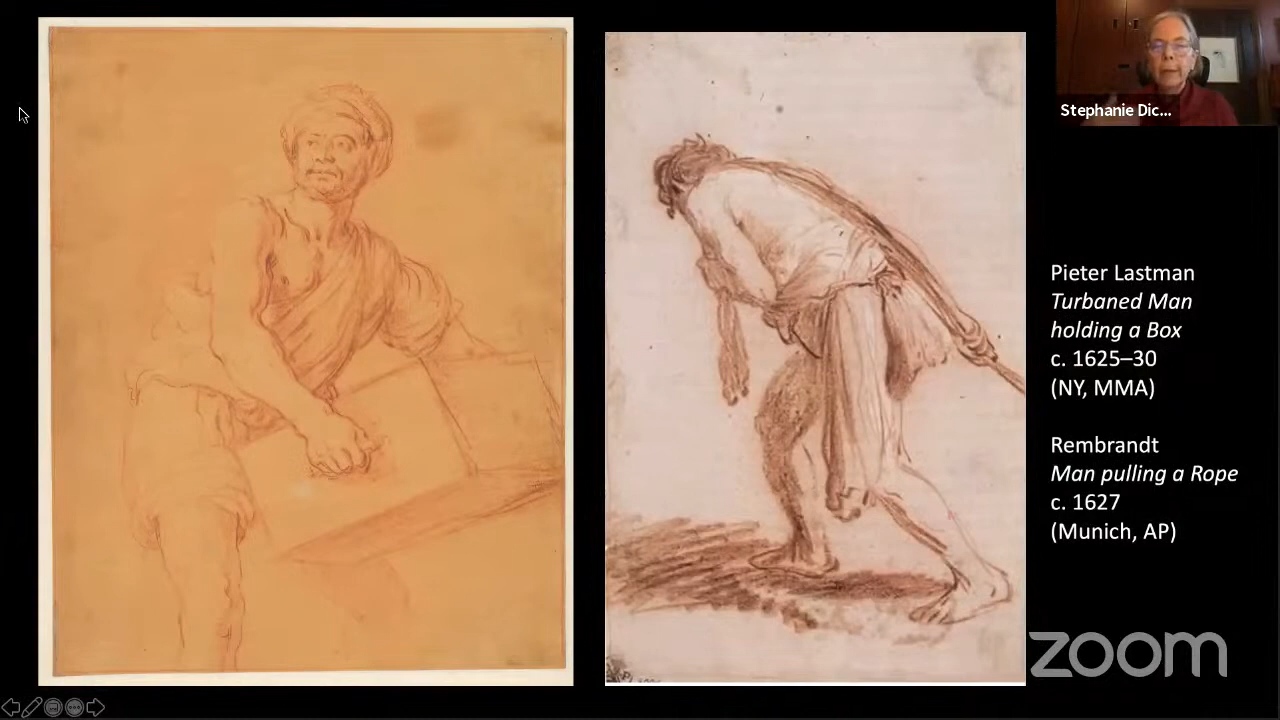 Stephanie Dic...
Pieter Lastman
Turbaned Man
holding a Box
c. 1625–30
(NY, MMA)
Rembrandt
Man pulling a Rope
c. 1627
(Munich, AP)
zoom